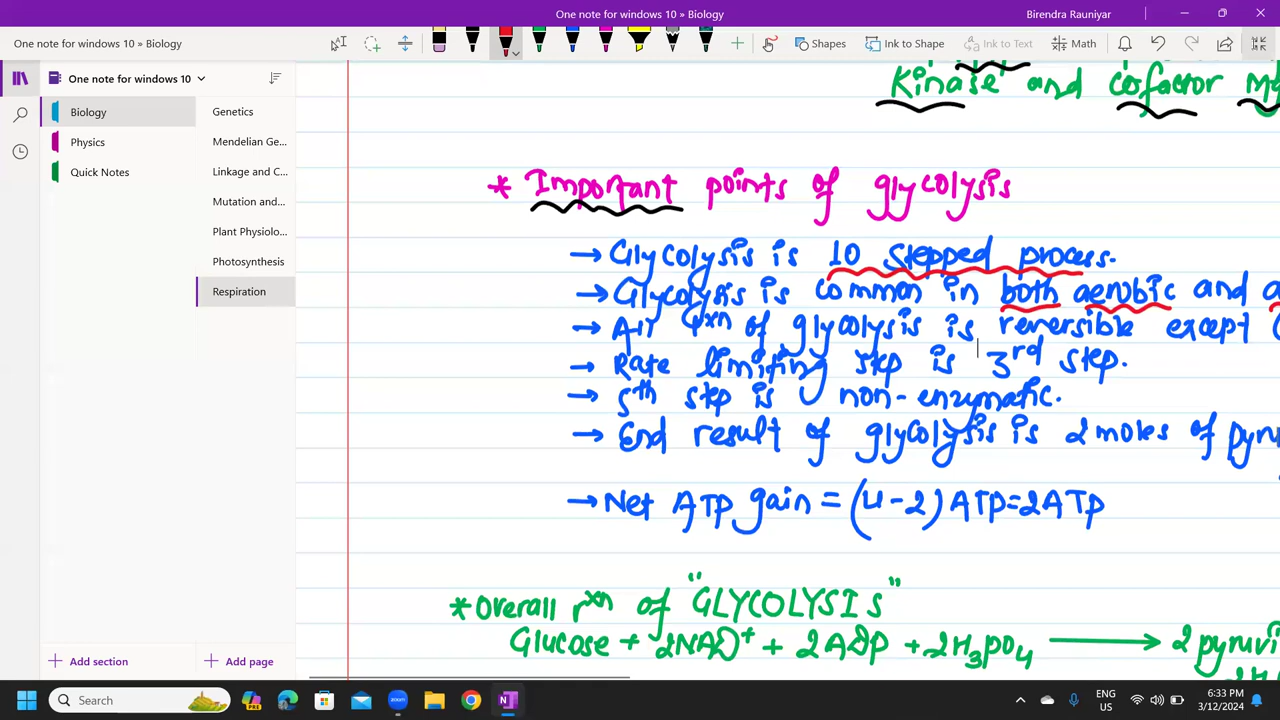 One note for windows 10 » Biology
Birendra Rauniyar
One note for windows 10 » Biology
Shapes
Ink to Shape
Ink to Text
Math
One note for windows 10
Biology
Physics
Quick Notes
Genetics
Mendelian Ge...
Linkage and C...
Mutation and...
Plant Physiolo...
Photosynthesis
Respiration
Add section
Add page
Kinase and cofactor Mg
* Important points of glycolysis
→ Glycolysis is 10 stepped process.
→ Glycolysis is common in both aerobic and
→ All rxn of glycolysis is reversible except
→ Rate limiting step is 3rd step.
→ 5th step is non-enzymatic.
→ End result of glycolysis is 2 moles of pyru
→ Net ATP gain = (4-2) ATP = 2ATP
* Overall rxn of "GLYCOLYSIS"
Glucose + 2NAD+ + 2ADP + 2H3PO4 → 2 pyruvi
Search
ENG
US
6:33 PM
3/12/2024